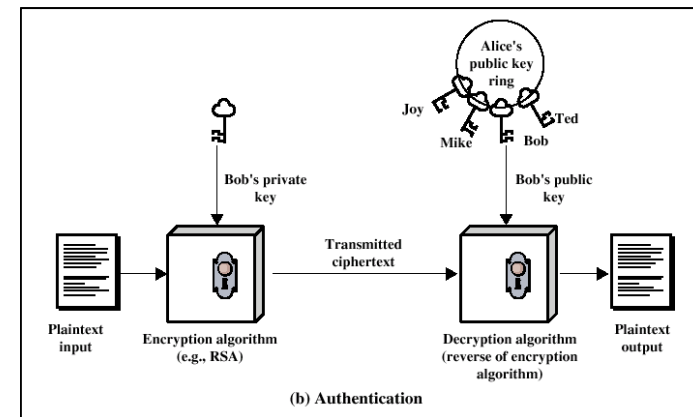 Alice's
public key
ring
Joy
Ted
Mike
Bob
Bob's private
key
Bob's public
key
Transmitted
ciphertext
Plaintext
input
Encryption algorithm
(e.g., RSA)
Decryption algorithm
(reverse of encryption
algorithm)
Plaintext
output
(b) Authentication